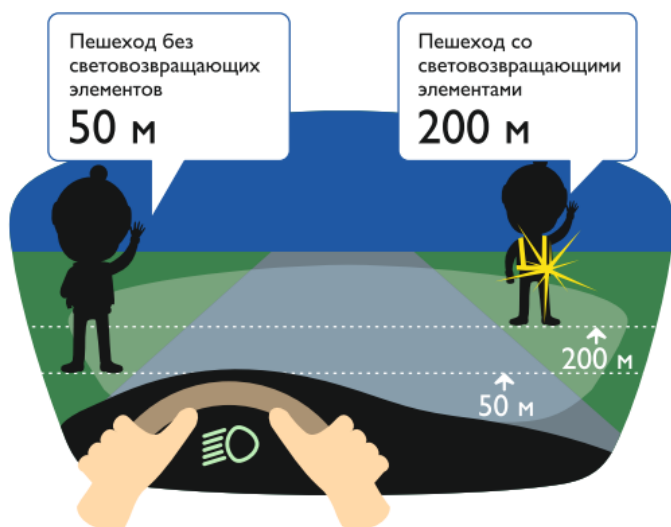 Пешеход без
световозвращающих
элементов
50 м
Пешеход со
световозвращающими
элементами
200 м
200 м
50 м